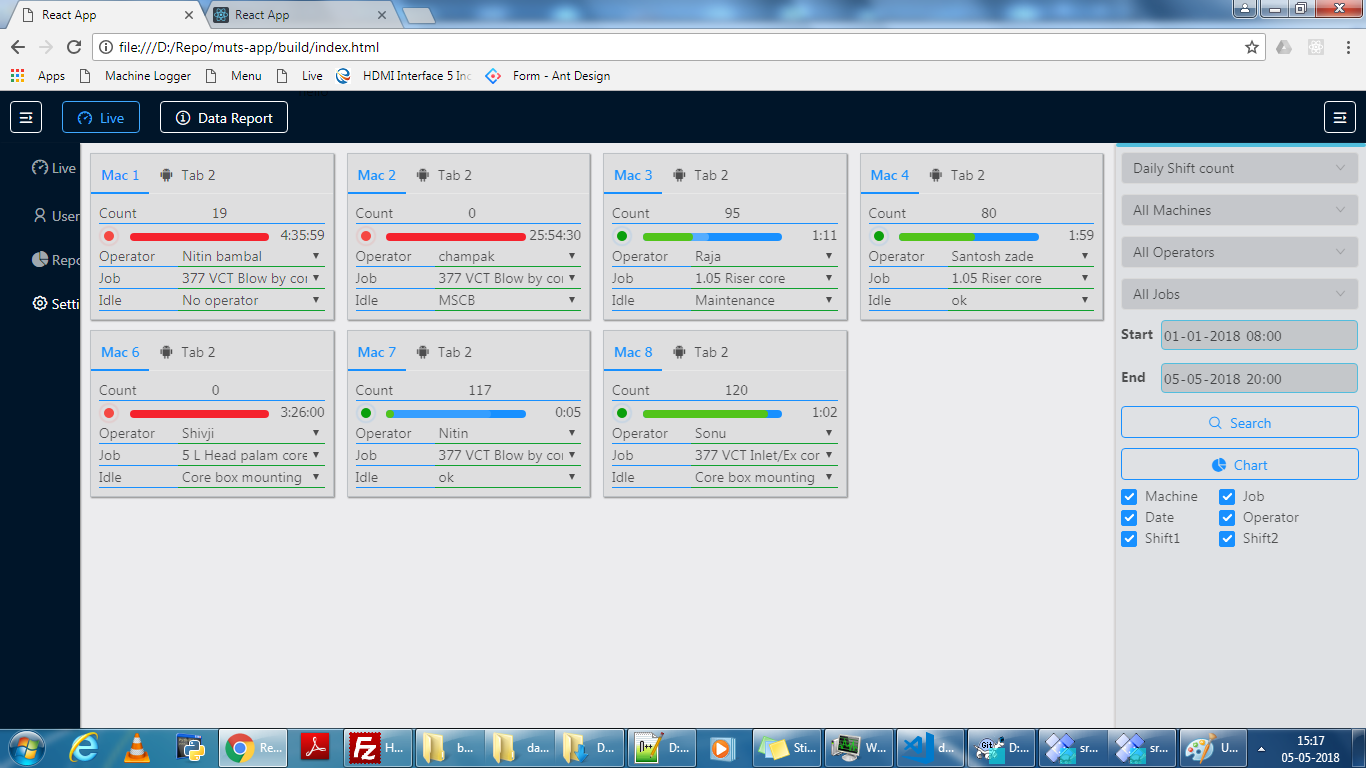 React App
React App
file:///D:/Repo/muts-app/build/index.html
Apps Machine Logger Menu Live HDMI Interface 5 Inc Form - Ant Design
Live Data Report
Live
User
Repo
Setti
Mac 1 Tab 2
Count 19
4:35:59
Operator Nitin bambal
Job 377 VCT Blow by cor
Idle No operator
Mac 2 Tab 2
Count 0
25:54:30
Operator champak
Job 377 VCT Blow by cor
Idle MSCB
Mac 3 Tab 2
Count 95
1:11
Operator Raja
Job 1.05 Riser core
Idle Maintenance
Mac 4 Tab 2
Count 80
1:59
Operator Santosh zade
Job 1.05 Riser core
Idle ok
Mac 6 Tab 2
Count 0
3:26:00
Operator Shivji
Job 5 L Head palam core
Idle Core box mounting
Mac 7 Tab 2
Count 117
0:05
Operator Nitin
Job 377 VCT Blow by cor
Idle ok
Mac 8 Tab 2
Count 120
1:02
Operator Sonu
Job 377 VCT Inlet/Ex cor
Idle Core box mounting
Daily Shift count
All Machines
All Operators
All Jobs
Start 01-01-2018 08:00
End 05-05-2018 20:00
Search
Chart
Machine Job
Date Operator
Shift1 Shift2
Re... H... b... da... D... D:... Sti... W... d... D:... sr... sr... U...
15:17
05-05-2018